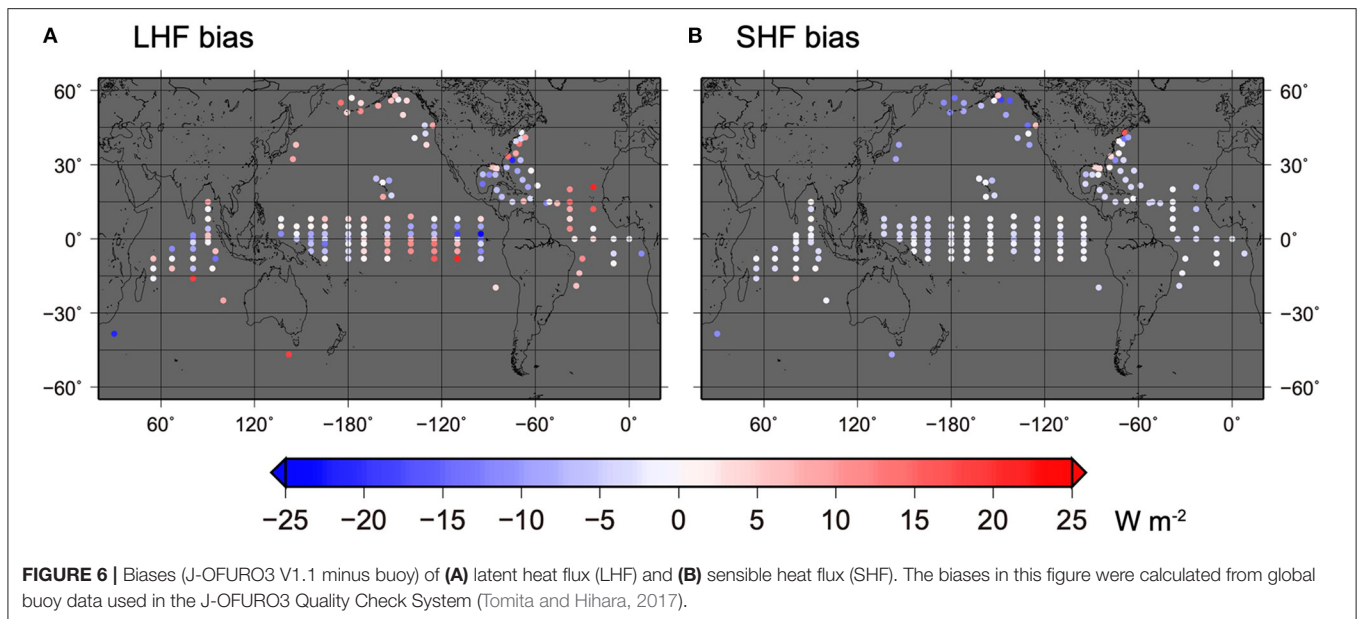 A LHF bias
B SHF bias
60˚
30˚
0˚
−30˚
−60˚
60˚
30˚
0˚
−30˚
−60˚
60˚ 120˚ −180˚ −120˚ −60˚ 0˚
60˚ 120˚ −180˚ −120˚ −60˚ 0˚
−25 −20 −15 −10 −5 0 5 10 15 20 25 W m-2
FIGURE 6 | Biases (J-OFURO3 V1.1 minus buoy) of (A) latent heat flux (LHF) and (B) sensible heat flux (SHF). The biases in this figure were calculated from global
buoy data used in the J-OFURO3 Quality Check System (Tomita and Hihara, 2017).